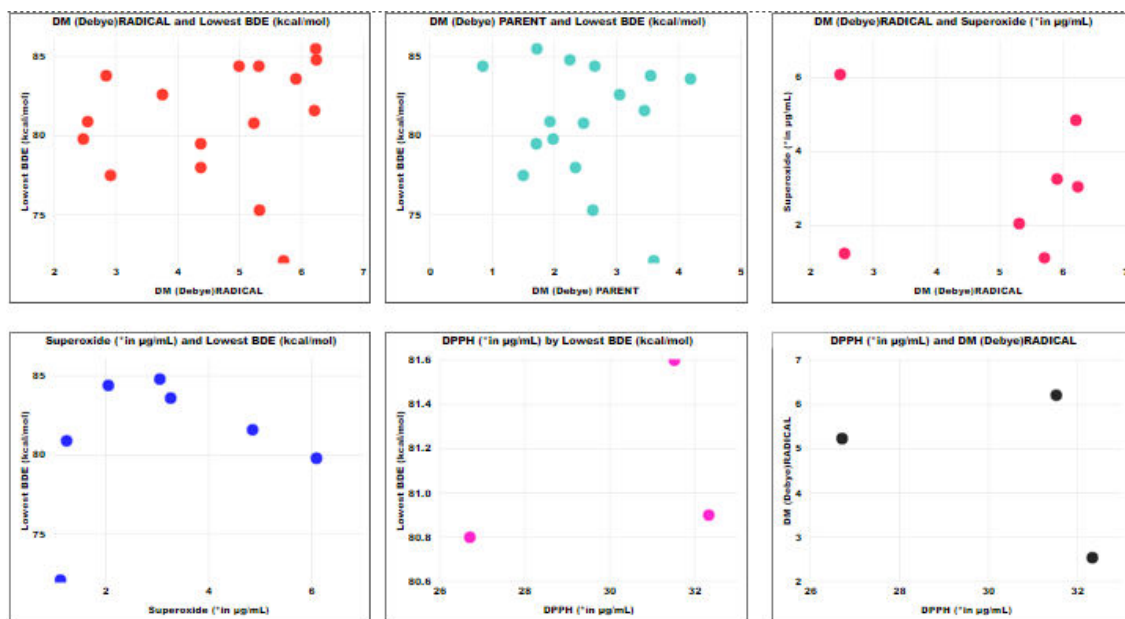 DM (Debye)RADICAL and Lowest BDE (kcal/mol)
Lowest BDE (kcal/mol)
85
80
75
2 3 4 5 6 7
DM (Debye)RADICAL
DM (Debye) PARENT and Lowest BDE (kcal/mol)
Lowest BDE (kcal/mol)
85
80
75
0 1 2 3 4 5
DM (Debye) PARENT
DM (Debye)RADICAL and Superoxide (*in µg/mL)
Superoxide (*in µg/mL)
6
4
2
2 3 4 5 6 7
DM (Debye)RADICAL
Superoxide (*in µg/mL) and Lowest BDE (kcal/mol)
Lowest BDE (kcal/mol)
85
80
75
2 4 6
Superoxide (*in µg/mL)
DPPH (*in µg/mL) by Lowest BDE (kcal/mol)
Lowest BDE (kcal/mol)
81.6
81.4
81.2
81.0
80.8
80.6
26 28 30 32
DPPH (*in µg/mL)
DPPH (*in µg/mL) and DM (Debye)RADICAL
DM (Debye)RADICAL
7
6
5
4
3
2
26 28 30 32
DPPH (*in µg/mL)